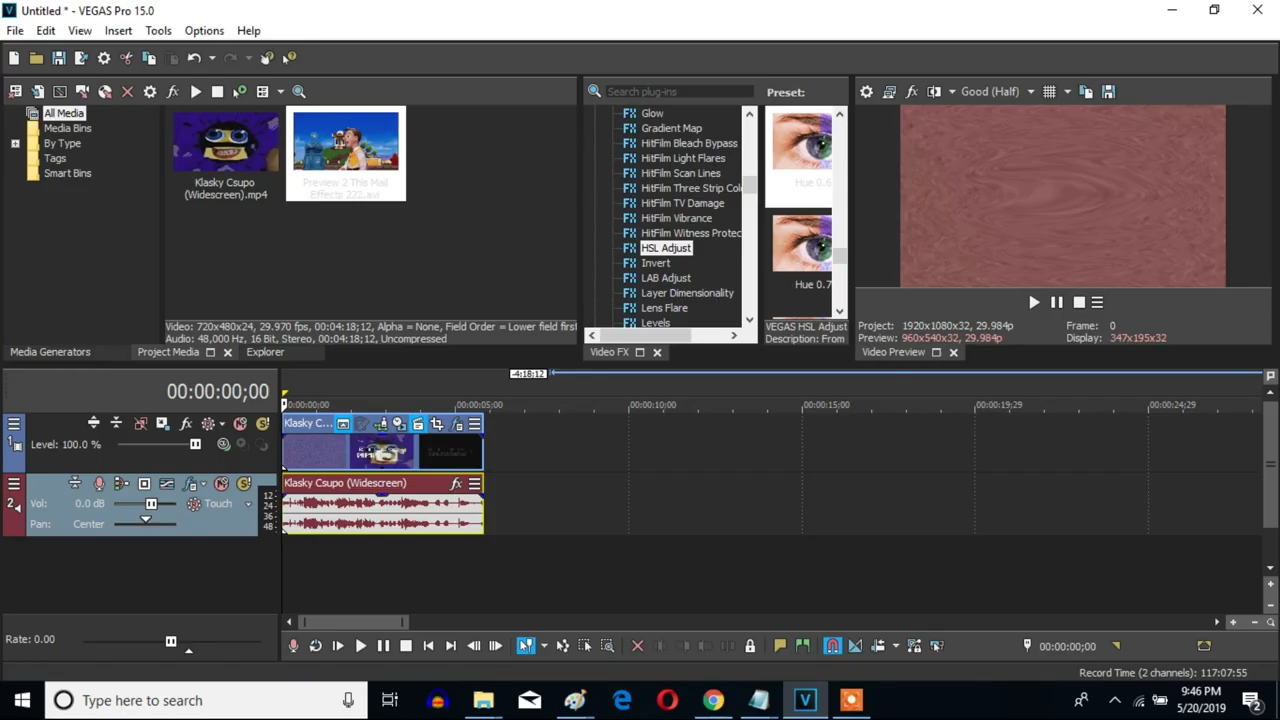 Untitled * - VEGAS Pro 15.0
File Edit View Insert Tools Options Help
All Media
Media Bins
By Type
Tags
Smart Bins
Klasky Csupo
(Widescreen).mp4
Preview 2 This Mail
Effects 222.avi
Video: 720x480x24, 29.970 fps, 00:04:18;12, Alpha = None, Field Order = Lower field first
Audio: 48,000 Hz, 16 Bit, Stereo, 00:04:18;12, Uncompressed
Media Generators Project Media Explorer
Search plug-ins
Glow
Gradient Map
HitFilm Bleach Bypass
HitFilm Light Flares
HitFilm Scan Lines
HitFilm Three Strip Col
HitFilm TV Damage
HitFilm Vibrance
HitFilm Witness Protec
HSL Adjust
Invert
LAB Adjust
Layer Dimensionality
Lens Flare
Levels
Video FX
Preset:
Hue 0.6
Hue 0.7
VEGAS HSL Adjust
Description: From
Good (Half)
Project: 1920x1080x32, 29.984p
Preview: 960x540x32, 29.984p
Frame: 0
Display: 347x195x32
Video Preview
00:00:00;00
-4:18;12
00:00:00;00 00:00:05;00 00:00:10;00 00:00:15;00 00:00:19;29 00:00:24;29
1
Level: 100.0 %
Klasky C...
2
Vol: 0.0 dB Touch
Pan: Center
12
24
36
48
Klasky Csupo (Widescreen) fx
Rate: 0.00
00:00:00;00
Record Time (2 channels): 117:07:55
Type here to search
9:46 PM
5/20/2019
2